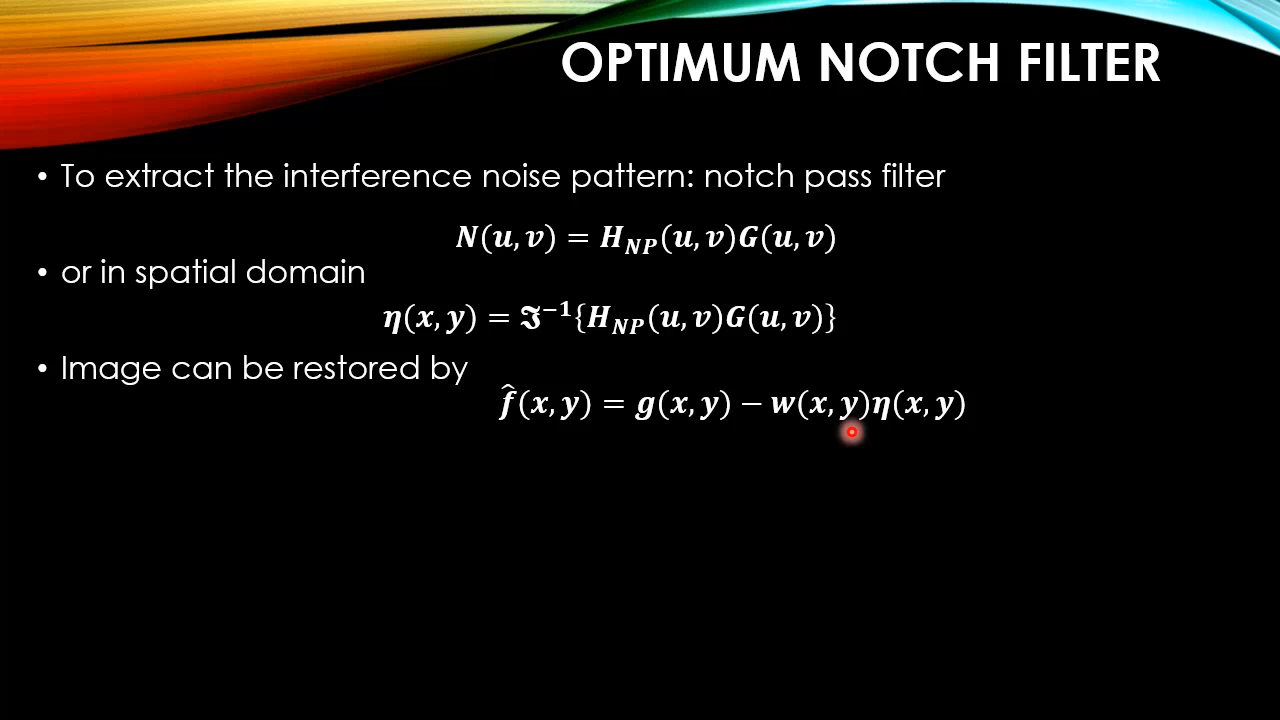 OPTIMUM NOTCH FILTER
• To extract the interference noise pattern: notch pass filter
𝑵(𝒖, 𝒗) = 𝑯_𝑵𝑷(𝒖, 𝒗)𝑮(𝒖, 𝒗)
• or in spatial domain
𝜼(𝒙, 𝒚) = 𝕴^−𝟏{𝑯_𝑵𝑷(𝒖, 𝒗)𝑮(𝒖, 𝒗)}
• Image can be restored by
𝒇̂(𝒙, 𝒚) = 𝒈(𝒙, 𝒚) − 𝒘(𝒙, 𝒚)𝜼(𝒙, 𝒚)